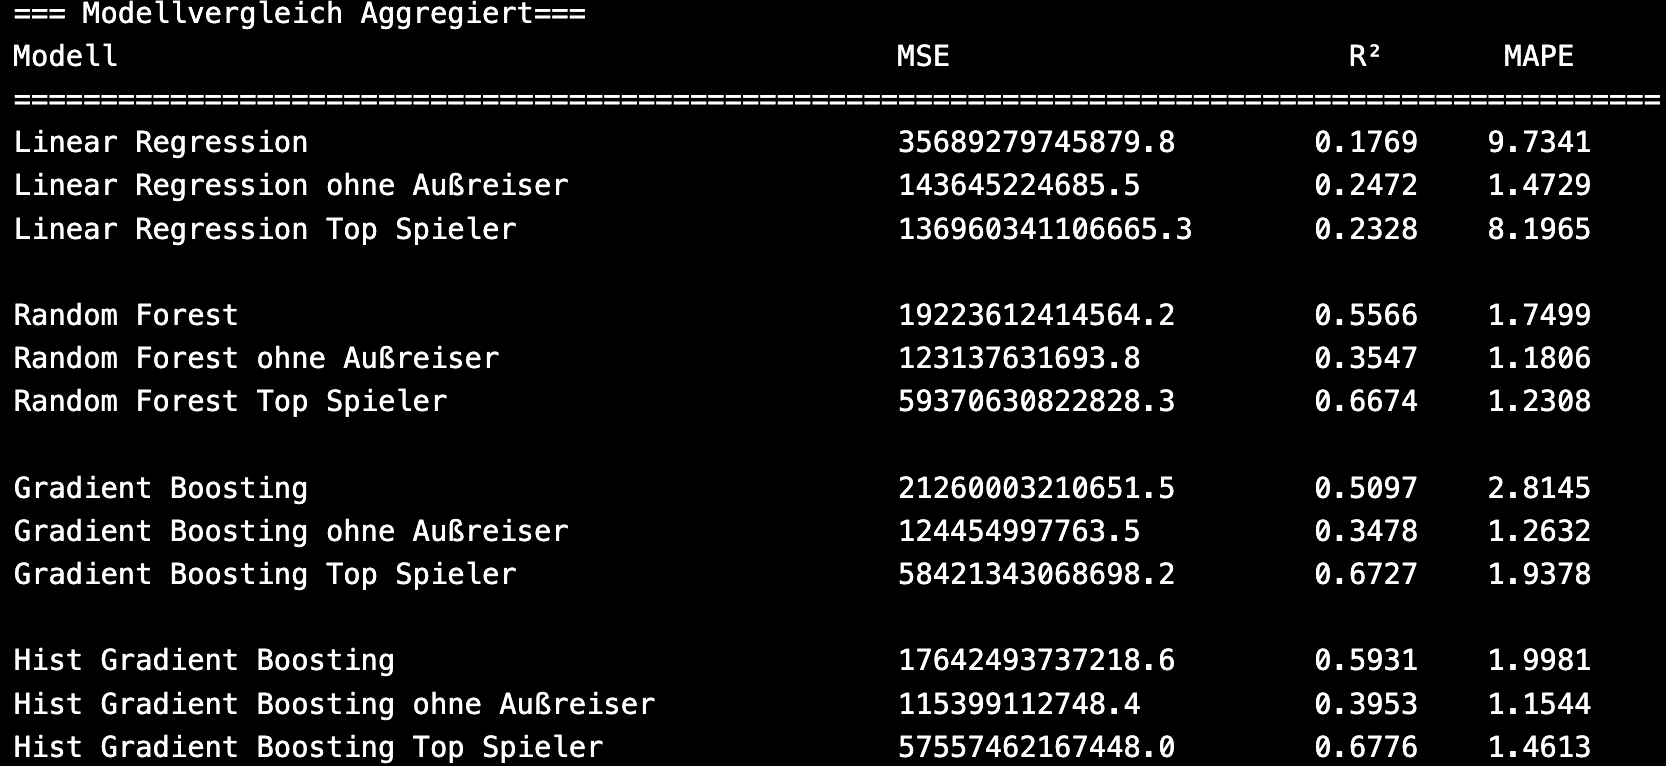 === Modellvergleich Aggregiert===
Modell MSE R² MAPE
===============================================================================================
Linear Regression 35689279745879.8 0.1769 9.7341
Linear Regression ohne Außreiser 143645224685.5 0.2472 1.4729
Linear Regression Top Spieler 136960341106665.3 0.2328 8.1965
Random Forest 19223612414564.2 0.5566 1.7499
Random Forest ohne Außreiser 123137631693.8 0.3547 1.1806
Random Forest Top Spieler 59370630822828.3 0.6674 1.2308
Gradient Boosting 21260003210651.5 0.5097 2.8145
Gradient Boosting ohne Außreiser 124454997763.5 0.3478 1.2632
Gradient Boosting Top Spieler 58421343068698.2 0.6727 1.9378
Hist Gradient Boosting 17642493737218.6 0.5931 1.9981
Hist Gradient Boosting ohne Außreiser 115399112748.4 0.3953 1.1544
Hist Gradient Boosting Top Spieler 57557462167448.0 0.6776 1.4613